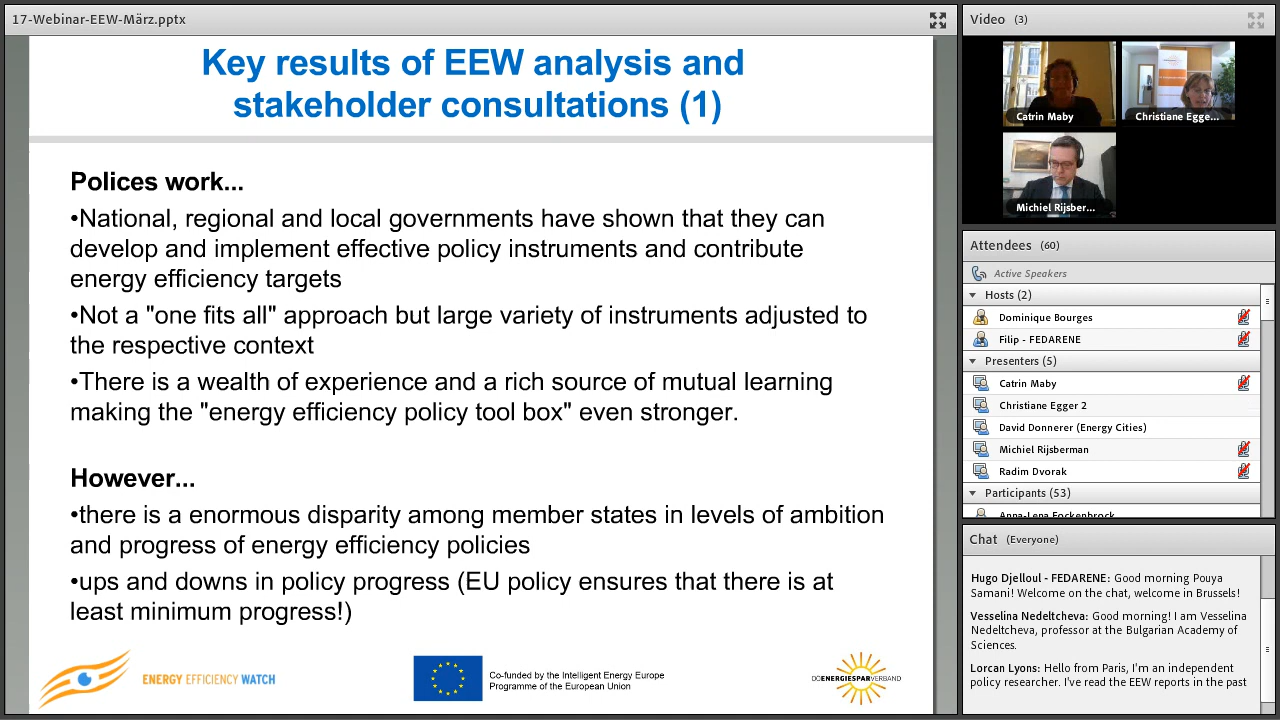 17-Webinar-EEW-März.pptx
Key results of EEW analysis and
stakeholder consultations (1)
Polices work...
•National, regional and local governments have shown that they can
develop and implement effective policy instruments and contribute
energy efficiency targets
•Not a "one fits all" approach but large variety of instruments adjusted to
the respective context
•There is a wealth of experience and a rich source of mutual learning
making the "energy efficiency policy tool box" even stronger.
However...
•there is a enormous disparity among member states in levels of ambition
and progress of energy efficiency policies
•ups and downs in policy progress (EU policy ensures that there is at
least minimum progress!)
ENERGY EFFICIENCY WATCH
Co-funded by the Intelligent Energy Europe
Programme of the European Union
OÖ ENERGIESPARVERBAND
Video (3)
Catrin Maby
Christiane Egge...
Michiel Rijsber...
Attendees (60)
Active Speakers
Hosts (2)
Dominique Bourges
Filip - FEDARENE
Presenters (5)
Catrin Maby
Christiane Egger 2
David Donnerer (Energy Cities)
Michiel Rijsberman
Radim Dvorak
Participants (53)
Anna-Lena Fockenbrock
Chat (Everyone)
Hugo Djelloul - FEDARENE: Good morning Pouya
Samani! Welcome on the chat, welcome in Brussels!
Vesselina Nedeltcheva: Good morning! I am Vesselina
Nedeltcheva, professor at the Bulgarian Academy of
Sciences.
Lorcan Lyons: Hello from Paris, I'm an independent
policy researcher. I've read the EEW reports in the past